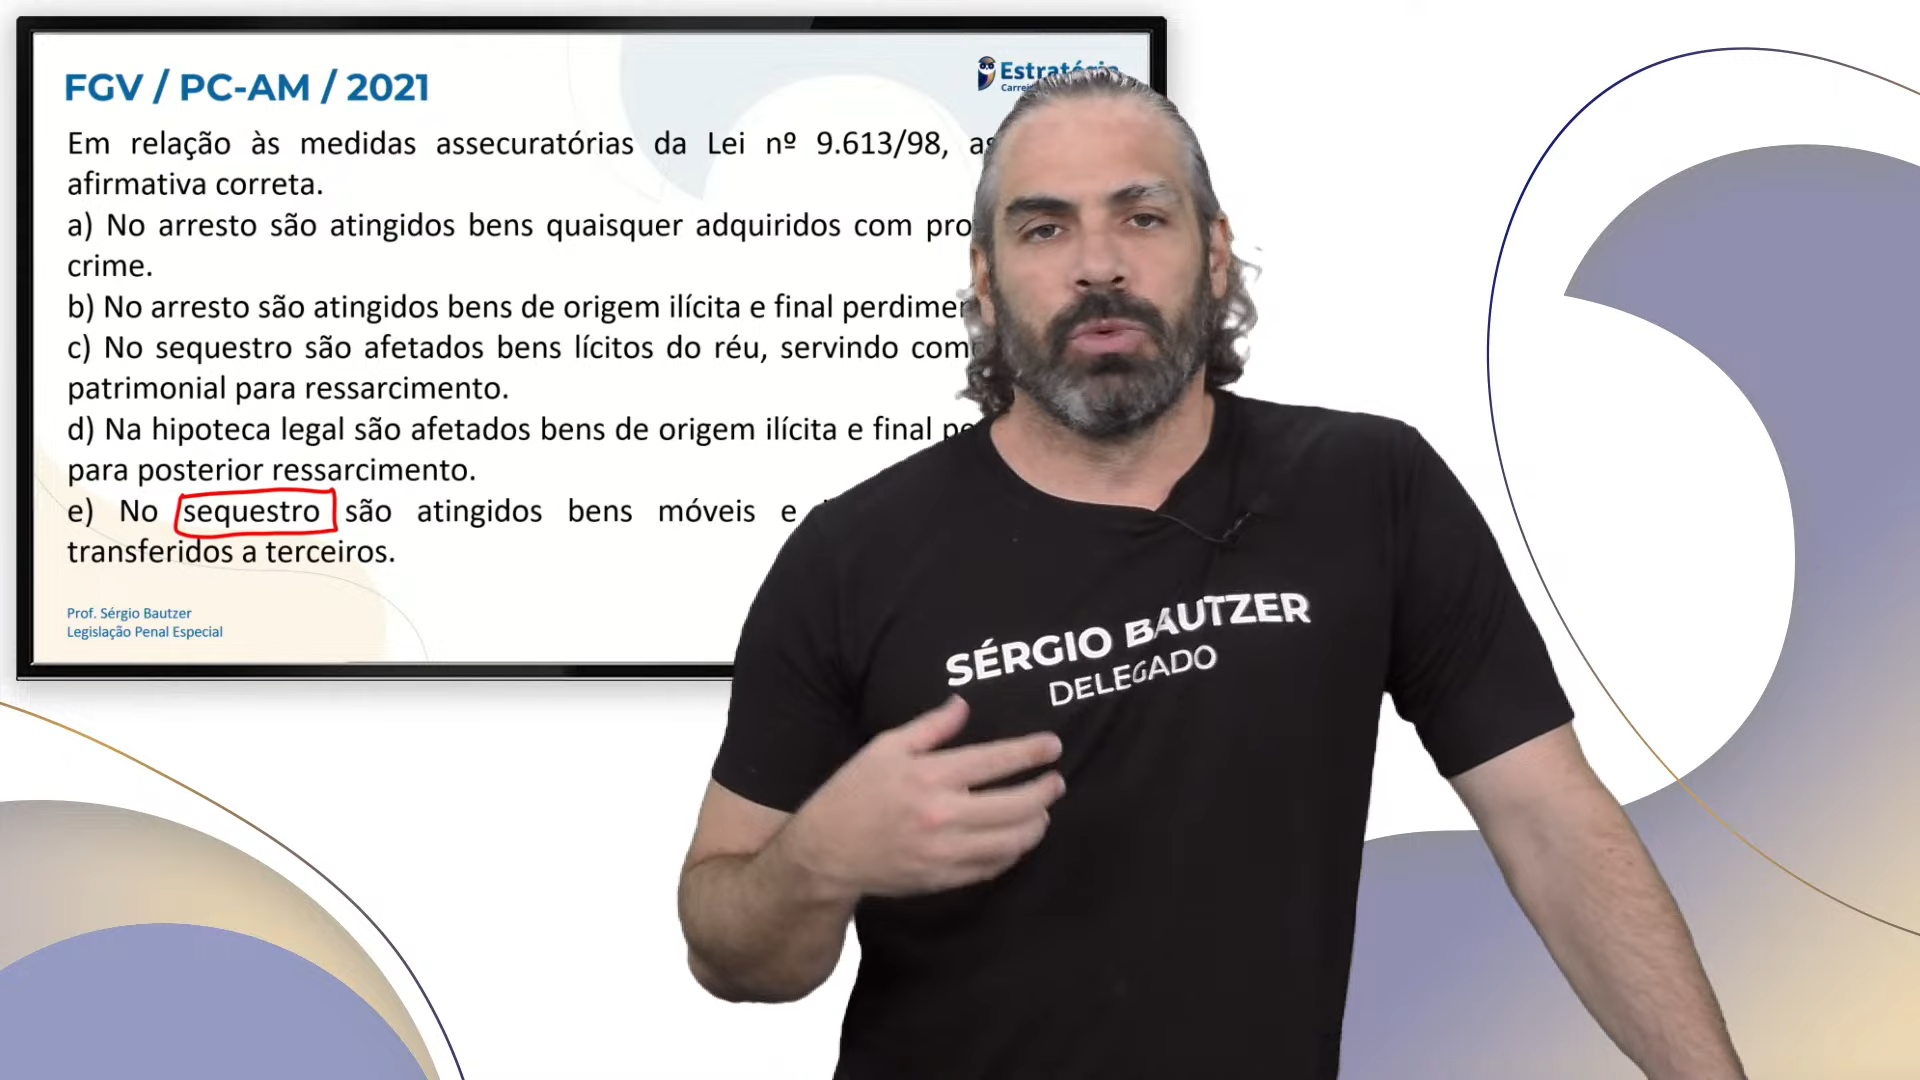 FGV / PC-AM / 2021
Estratégia
Em relação às medidas assecuratórias da Lei nº 9.613/98,
afirmativa correta.
a) No arresto são atingidos bens quaisquer adquiridos com
crime.
b) No arresto são atingidos bens de origem ilícita e final
c) No sequestro são afetados bens lícitos do réu, servindo
patrimonial para ressarcimento.
d) Na hipoteca legal são afetados bens de origem ilícita e final
para posterior ressarcimento.
e) No sequestro são atingidos bens móveis e
transferidos a terceiros.
Prof. Sérgio Bautzer
Legislação Penal Especial
SÉRGIO BAUTZER
DELEGADO